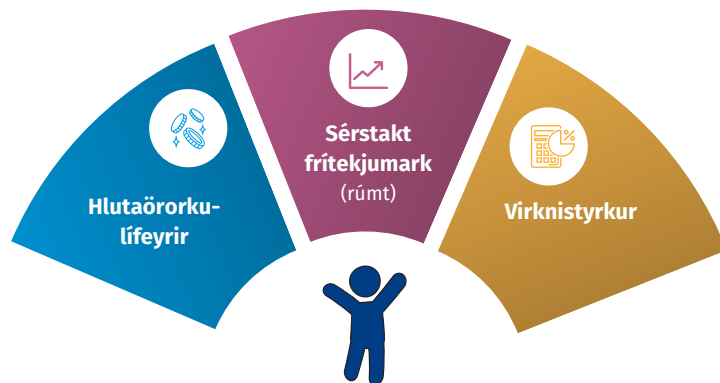 Hlutaörorku-
lífeyrir
Sérstakt
frítekjumark
(rúmt)
Virknistyrkur